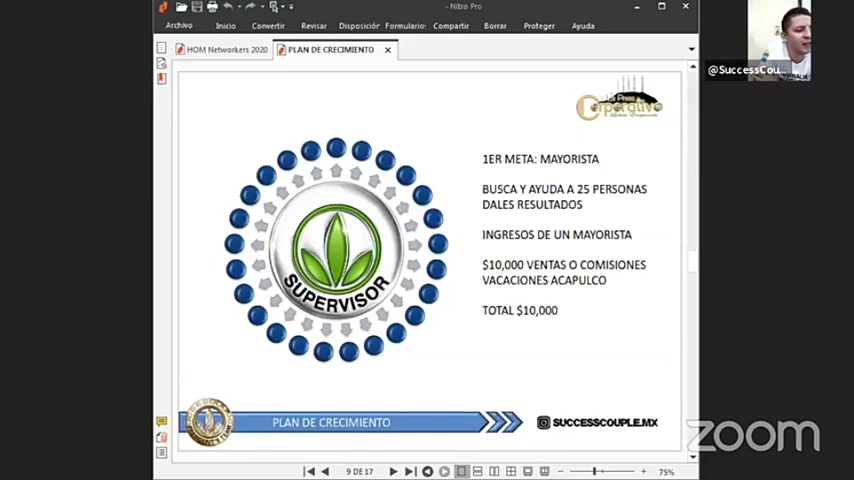 - Nitro Pro
Archivo
Inicio
Convertir
Revisar
Disposición
Formulario
Compartir
Borrar
Proteger
Ayuda
HOM Networkers 2020
PLAN DE CRECIMIENTO
@SuccessCou...
Corporativo
1ER META: MAYORISTA
BUSCA Y AYUDA A 25 PERSONAS
DALES RESULTADOS
INGRESOS DE UN MAYORISTA
$10,000 VENTAS O COMISIONES
VACACIONES ACAPULCO
TOTAL $10,000
SUPERVISOR
PLAN DE CRECIMIENTO
SUCCESSCOUPLE.MX
zoom
9 DE 17
75%